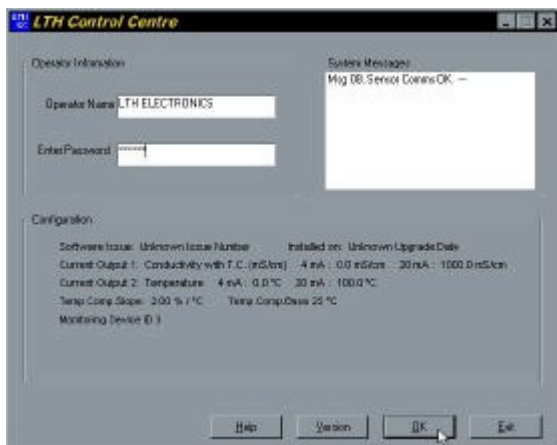 LTH Control Centre
Operator Information
Operator Name LTH ELECTRONICS
Enter Password ******
System Messages
Msg 08. Sensor Comms OK. --
Configuration
Software Issue: Unknown Issue Number Installed on: Unknown Upgrade Date
Current Output 1: Conductivity with T.C. (mS/cm) 4 mA : 0.0 mS/cm 20 mA : 1000.0 mS/cm
Current Output 2: Temperature 4 mA : 0.0 °C 20 mA : 100.0 °C
Temp Comp Slope: 2.00 % / °C Temp.Comp.Base 25 °C
Monitoring Device ID 3
Help
Version
OK
Exit